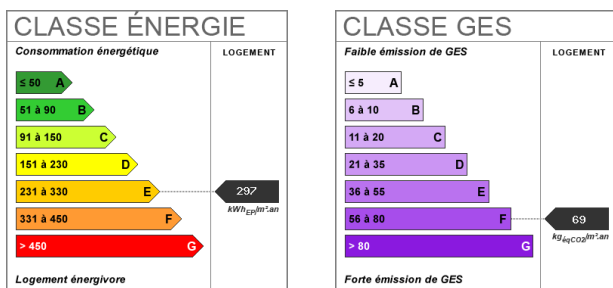 CLASSE ÉNERGIE
Consommation énergétique
LOGEMENT
≤ 50 A
51 à 90 B
91 à 150 C
151 à 230 D
231 à 330 E
297
kWhEP/m².an
331 à 450 F
> 450 G
Logement énergivore
CLASSE GES
Faible émission de GES
LOGEMENT
≤ 5 A
6 à 10 B
11 à 20 C
21 à 35 D
36 à 55 E
56 à 80 F
69
kgéqCO2/m².an
> 80 G
Forte émission de GES